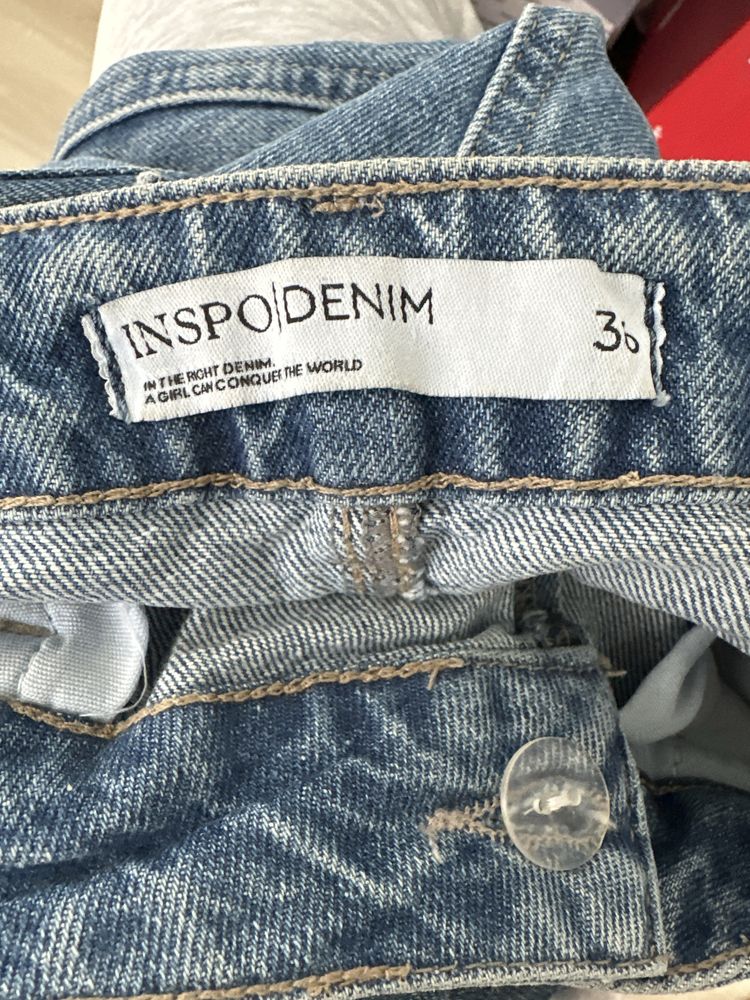 INSPO|DENIM
36
IN THE RIGHT DENIM.
A GIRL CAN CONQUER THE WORLD